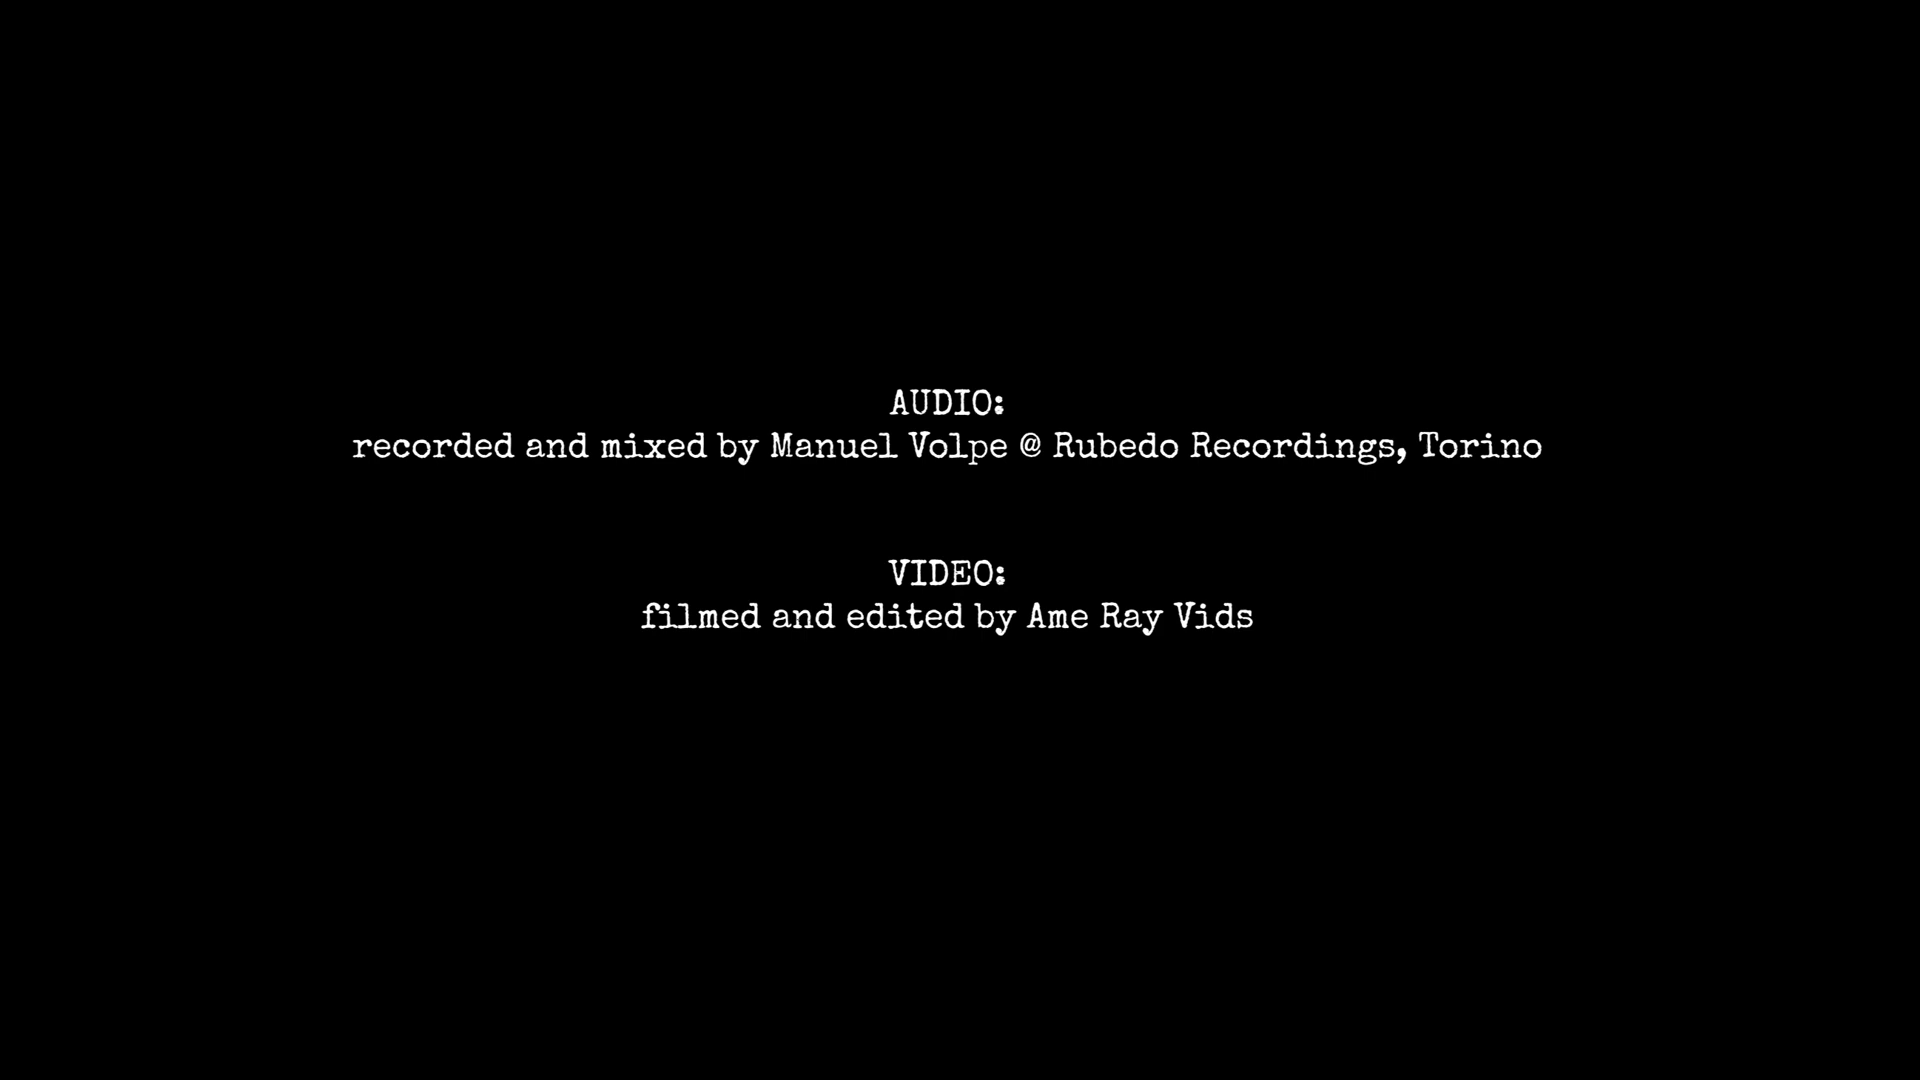 AUDIO:
recorded and mixed by Manuel Volpe @ Rubedo Recordings, Torino
VIDEO:
filmed and edited by Ame Ray Vids